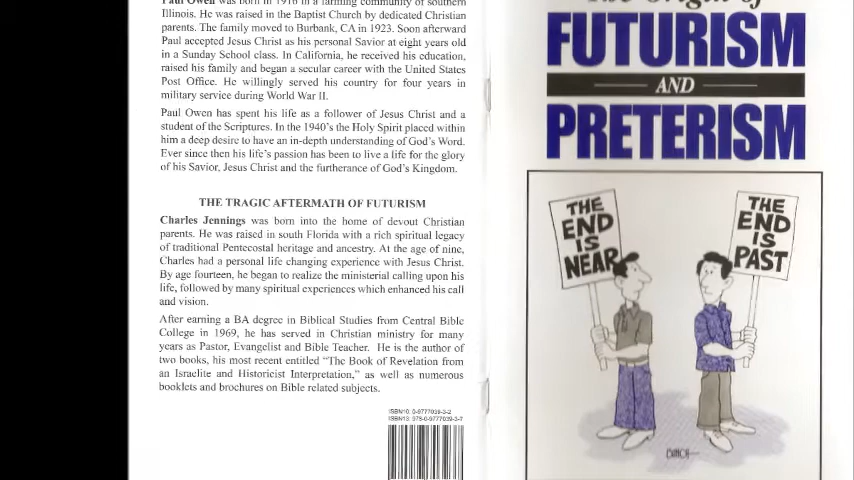 Paul Owen was born in 1916 in a farming community of southern
Illinois. He was raised in the Baptist Church by dedicated Christian
parents. The family moved to Burbank, CA in 1923. Soon afterward
Paul accepted Jesus Christ as his personal Savior at eight years old
in a Sunday School class. In California, he received his education,
raised his family and began a secular career with the United States
Post Office. He willingly served his country for four years in
military service during World War II.
Paul Owen has spent his life as a follower of Jesus Christ and a
student of the Scriptures. In the 1940's the Holy Spirit placed within
him a deep desire to have an in-depth understanding of God's Word.
Ever since then his life's passion has been to live a life for the glory
of his Savior, Jesus Christ and the furtherance of God's Kingdom.
THE TRAGIC AFTERMATH OF FUTURISM
Charles Jennings was born into the home of devout Christian
parents. He was raised in south Florida with a rich spiritual legacy
of traditional Pentecostal heritage and ancestry. At the age of nine,
Charles had a personal life changing experience with Jesus Christ.
By age fourteen, he began to realize the ministerial calling upon his
life, followed by many spiritual experiences which enhanced his call
and vision.
After earning a BA degree in Biblical Studies from Central Bible
College in 1969, he has served in Christian ministry for many
years as Pastor, Evangelist and Bible Teacher. He is the author of
two books, his most recent entitled “The Book of Revelation from
an Israelite and Historicist Interpretation,” as well as numerous
booklets and brochures on Bible related subjects.
ISBN10: 0-9777039-3-2
ISBN13: 978-0-9777039-3-7
The Origin of
FUTURISM
AND
PRETERISM
THE
END
IS
NEAR
THE
END
IS
PAST